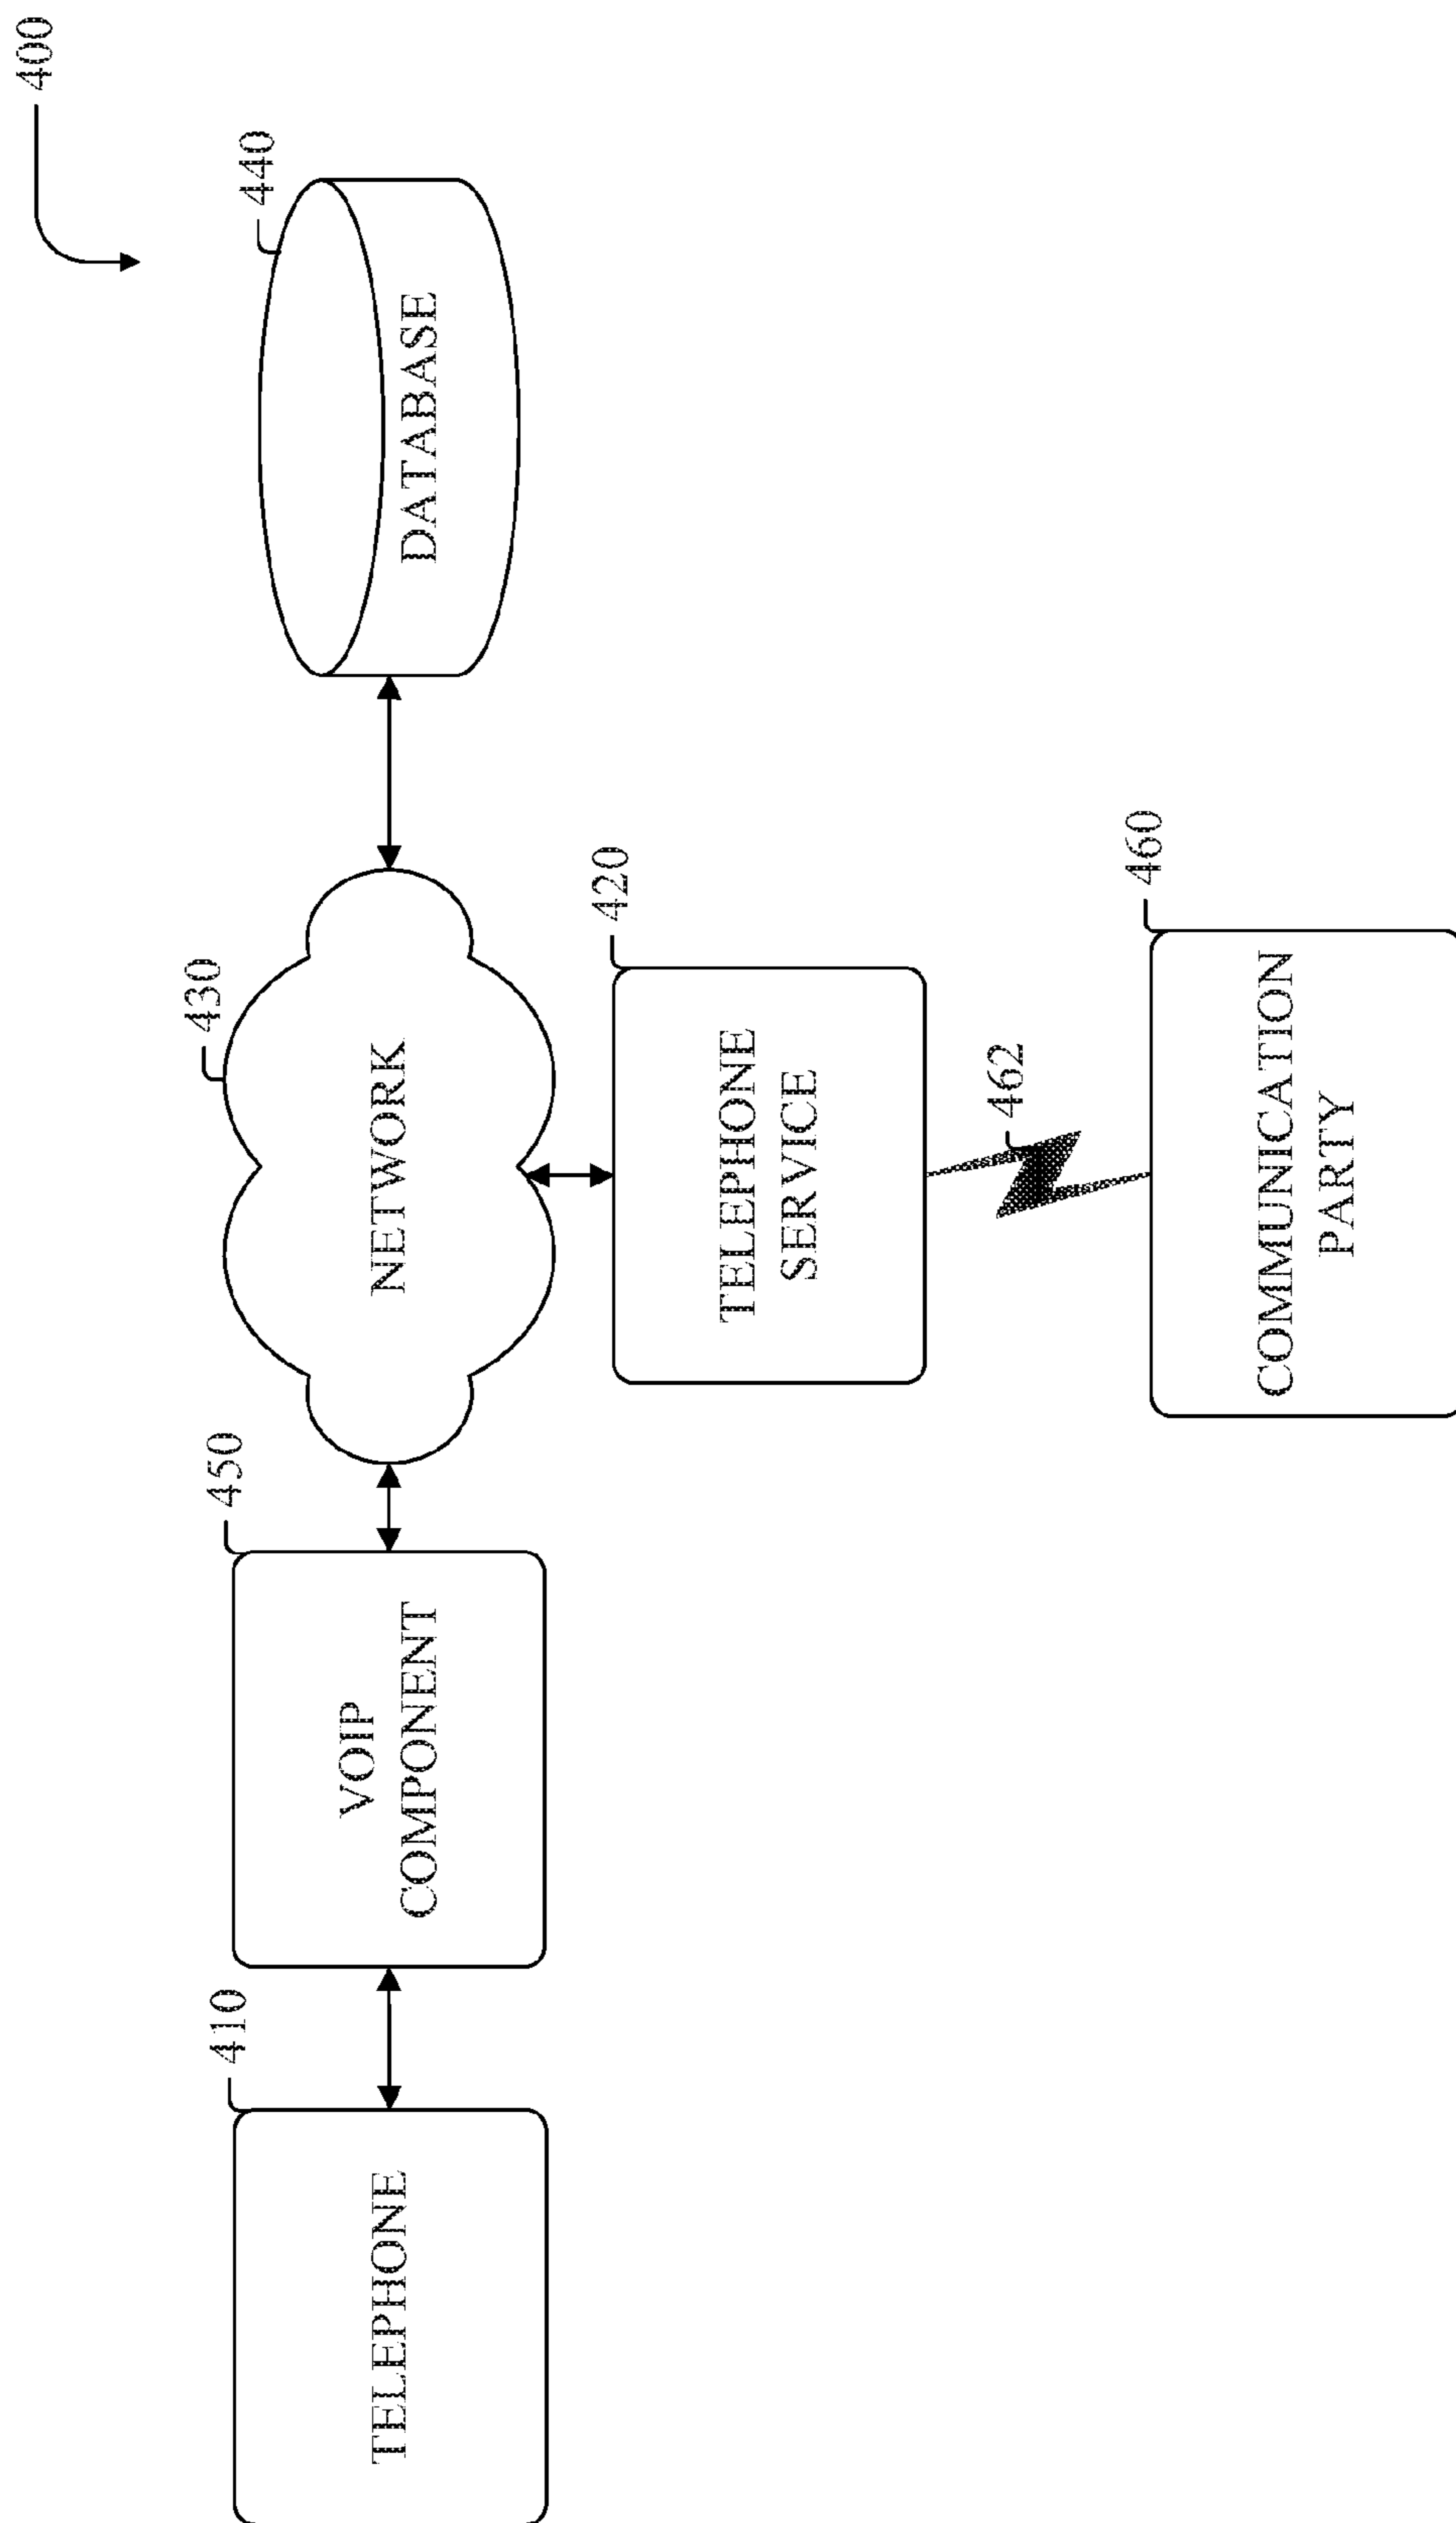 400
410
TELEPHONE
450
VOIP
COMPONENT
430
NETWORK
440
DATABASE
420
TELEPHONE
SERVICE
462
460
COMMUNICATION
PARTY